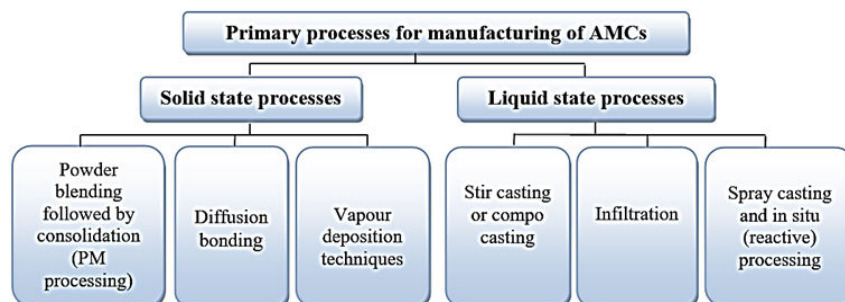 Primary processes for manufacturing of AMCs
Solid state processes
Liquid state processes
Powder
blending
followed by
consolidation
(PM
processing)
Diffusion
bonding
Vapour
deposition
techniques
Stir casting
or compo
casting
Infiltration
Spray casting
and in situ
(reactive)
processing